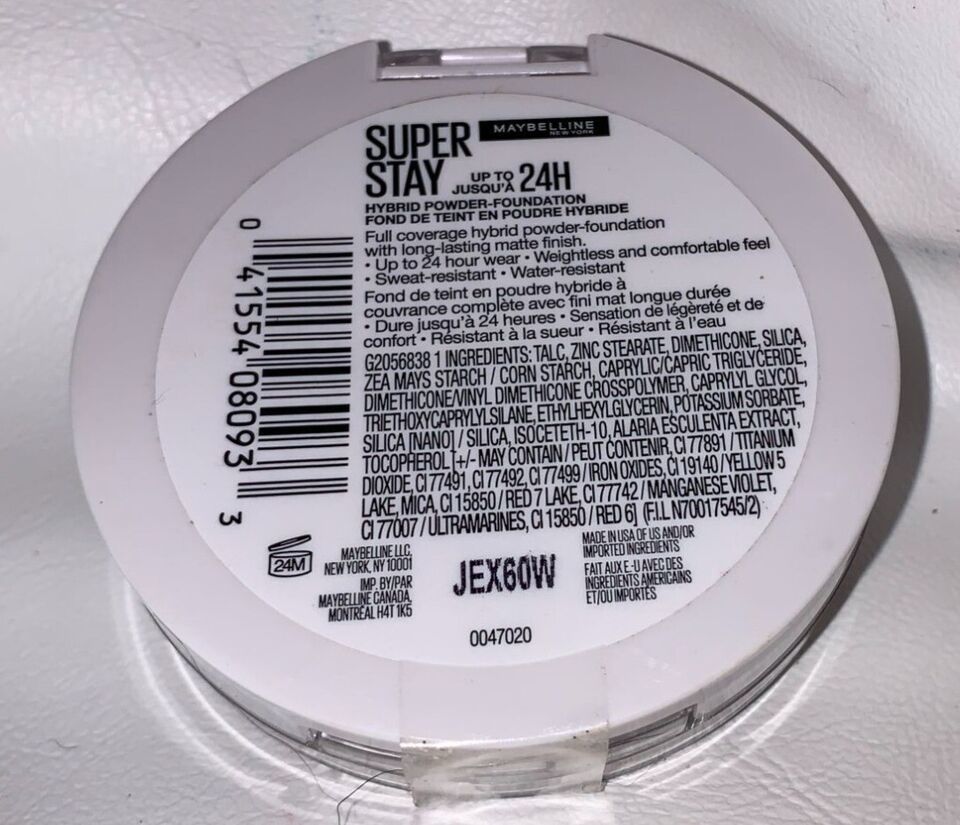 SUPER
STAY
MAYBELLINE
NEW YORK
UP TO
JUSQU'À 24H
HYBRID POWDER-FOUNDATION
FOND DE TEINT EN POUDRE HYBRIDE
Full coverage hybrid powder-foundation
with long-lasting matte finish.
• Up to 24 hour wear • Weightless and comfortable feel
• Sweat-resistant • Water-resistant
Fond de teint en poudre hybride à
couvrance complète avec fini mat longue durée
• Dure jusqu'à 24 heures • Sensation de légèreté et de
confort • Résistant à la sueur • Résistant à l'eau
G2056838 1 INGREDIENTS: TALC, ZINC STEARATE, DIMETHICONE, SILICA,
ZEA MAYS STARCH / CORN STARCH, CAPRYLIC/CAPRIC TRIGLYCERIDE,
DIMETHICONE/VINYL DIMETHICONE CROSSPOLYMER, CAPRYLYL GLYCOL,
TRIETHOXYCAPRYLYLSILANE, ETHYLHEXYLGLYCERIN, POTASSIUM SORBATE,
SILICA [NANO] / SILICA, ISOCETETH-10, ALARIA ESCULENTA EXTRACT,
TOCOPHEROL [+/- MAY CONTAIN / PEUT CONTENIR, CI 77891 / TITANIUM
DIOXIDE, CI 77491, CI 77492, CI 77499 / IRON OXIDES, CI 19140 / YELLOW 5
LAKE, MICA, CI 15850 / RED 7 LAKE, CI 77742 / MANGANESE VIOLET,
CI 77007 / ULTRAMARINES, CI 15850 / RED 6] (F.I.L N70017545/2)
0 41554 08093 3
24M
MAYBELLINE LLC,
NEW YORK, NY 10001
IMP. BY/PAR
MAYBELLINE CANADA,
MONTRÉAL H4T 1K5
JEX60W
MADE IN USA OF US AND/OR
IMPORTED INGREDIENTS
FAIT AUX E.-U AVEC DES
INGRÉDIENTS AMÉRICAINS
ET/OU IMPORTÉS
0047020